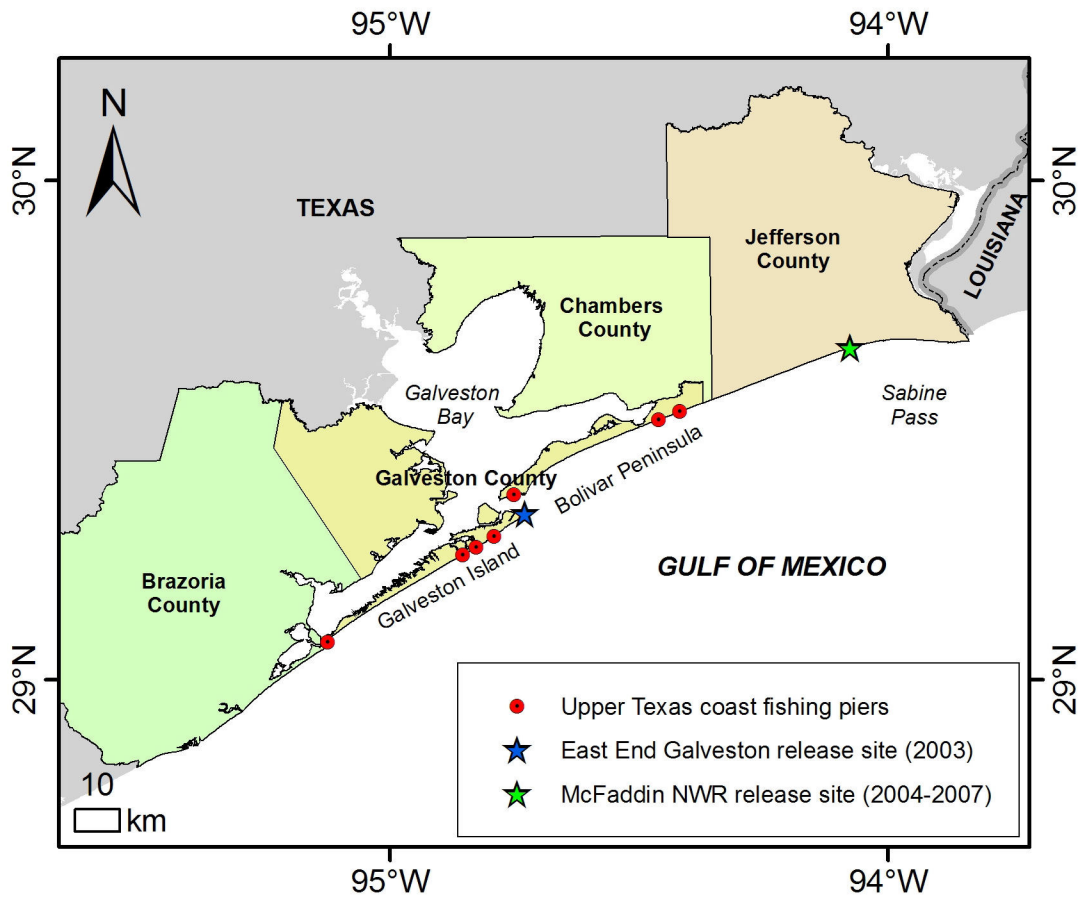 95°W
94°W
N
30°N
30°N
TEXAS
LOUISIANA
Jefferson
County
Chambers
County
Galveston
Bay
Sabine
Pass
Bolivar Peninsula
Galveston County
GULF OF MEXICO
Galveston Island
Brazoria
County
29°N
29°N
Upper Texas coast fishing piers
East End Galveston release site (2003)
McFaddin NWR release site (2004-2007)
10
km
95°W
94°W